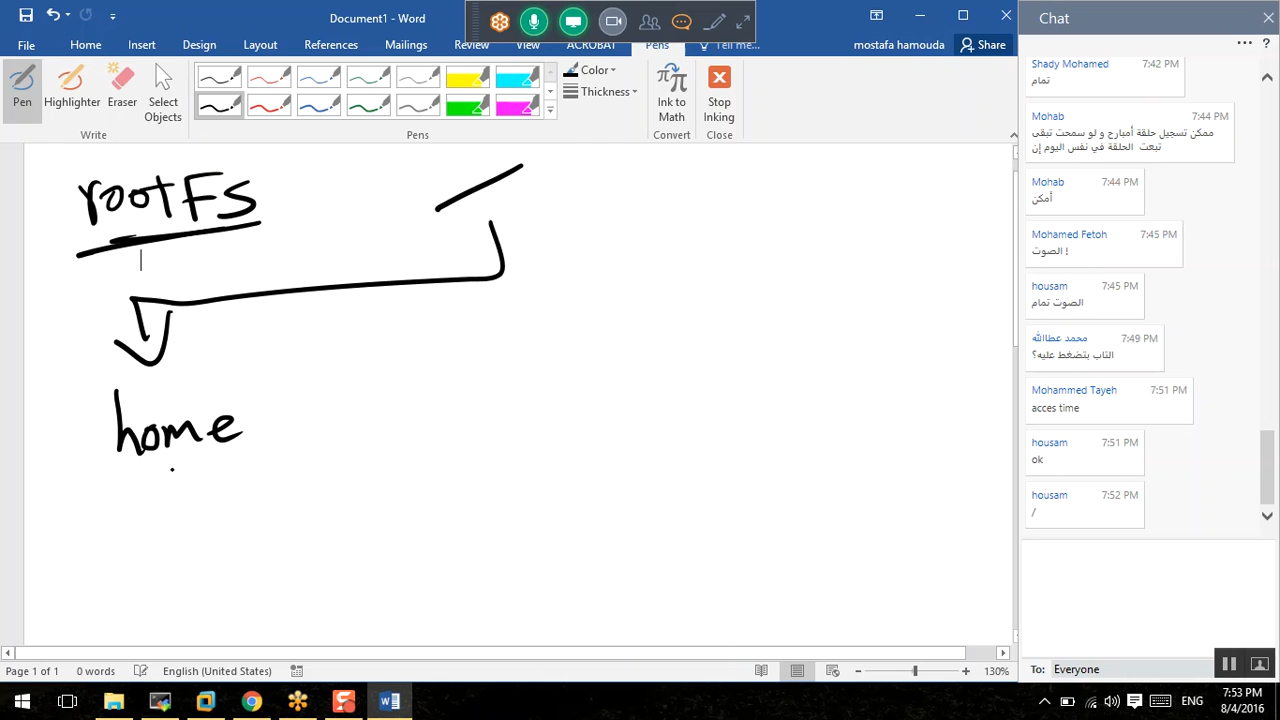 Document1 - Word
File
Home
Insert
Design
Layout
References
Mailings
Review
View
ACROBAT
Pens
Tell me...
mostafa hamouda
Share
Pen
Highlighter
Eraser
Select Objects
Write
Pens
Color
Thickness
Ink to Math
Convert
Stop Inking
Close
rootFs
/
home
Chat
Shady Mohamed 7:42 PM
تمام
Mohab 7:44 PM
ممكن تسجيل حلقة أمبارح و لو سمحت تبقى
تبعت الحلقة في نفس اليوم إن
Mohab 7:44 PM
أمكن
Mohamed Fetoh 7:45 PM
الصوت !
housam 7:45 PM
الصوت تمام
محمد عطاالله 7:49 PM
التاب بتضغط عليه؟
Mohammed Tayeh 7:51 PM
acces time
housam 7:51 PM
ok
housam 7:52 PM
/
To: Everyone
Page 1 of 1 0 words English (United States) 130%
ENG
7:53 PM
8/4/2016